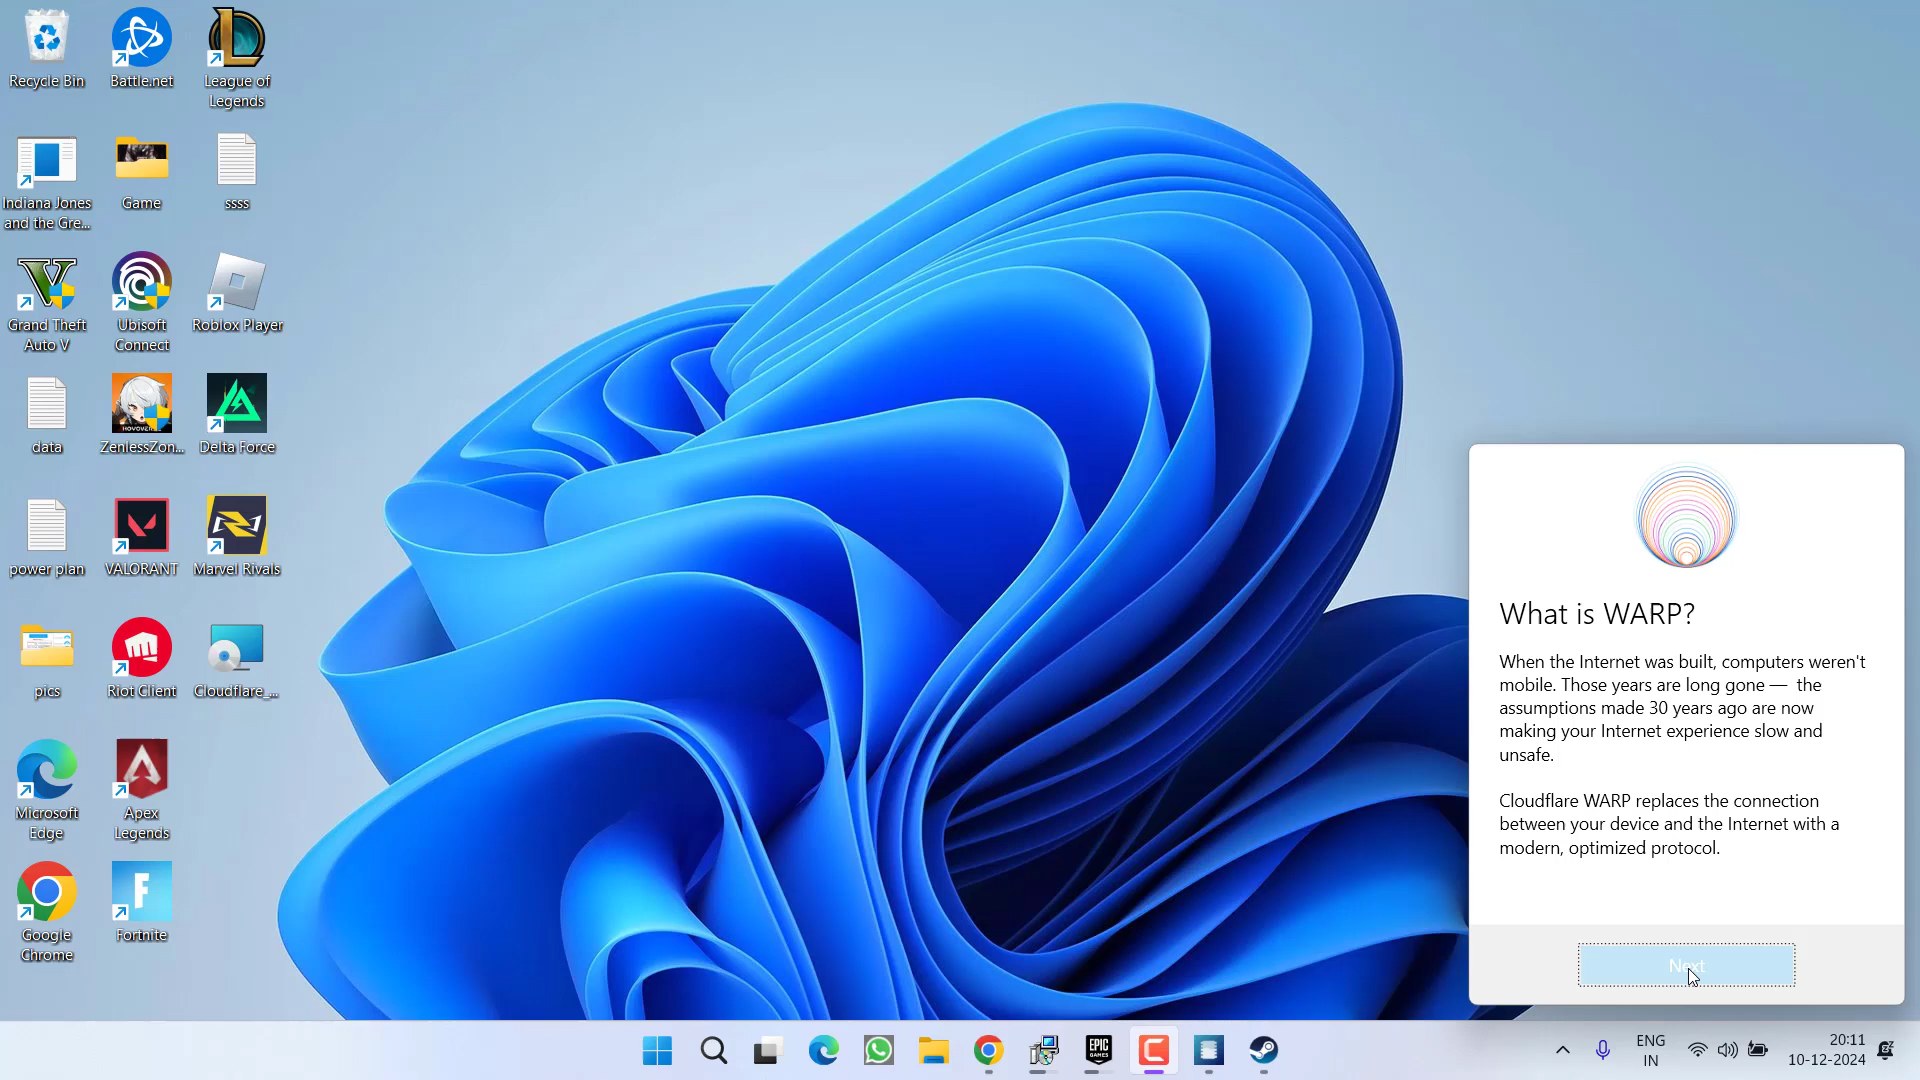 Recycle Bin
Battle.net
League of
Legends
Indiana Jones
and the Gre...
Game
ssss
Grand Theft
Auto V
Ubisoft
Connect
Roblox Player
data
HOYOVER
ZenlessZon...
Delta Force
power plan
VALORANT
Marvel Rivals
pics
Riot Client
Cloudflare_...
Microsoft
Edge
Apex
Legends
Google
Chrome
Fortnite
What is WARP?
When the Internet was built, computers weren't
mobile. Those years are long gone — the
assumptions made 30 years ago are now
making your Internet experience slow and
unsafe.
Cloudflare WARP replaces the connection
between your device and the Internet with a
modern, optimized protocol.
Next
EPIC
GAMES
ENG
IN
20:11
10-12-2024